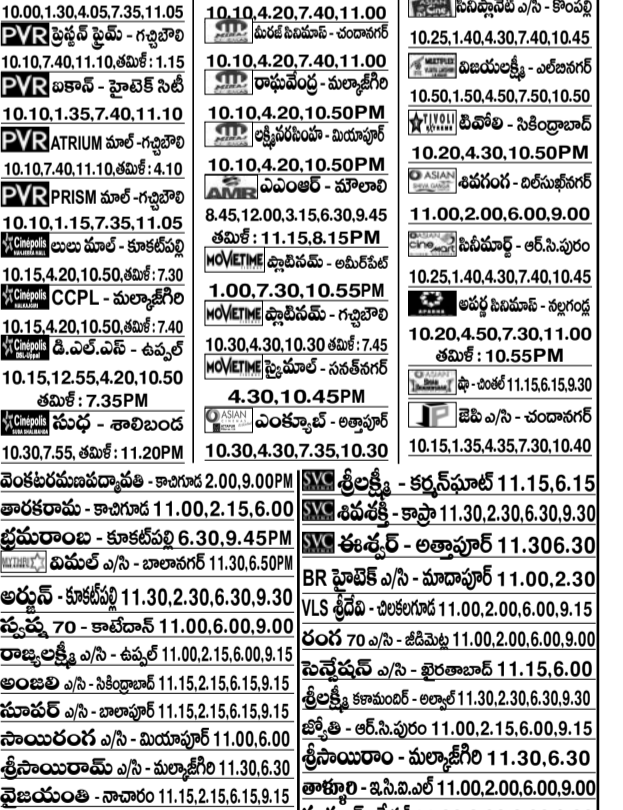 10.00,1.30,4.05,7.35,11.05
PVR ప్రెస్టన్ ప్రైమ్ - గచ్చిబౌలి
10.10,7.40,11.10,తమిళ్ : 1.15
PVR ఐకాన్ - హైటెక్ సిటీ
10.10,1.35,7.40,11.10
PVR ATRIUM మాల్ -గచ్చిబౌలి
10.10,7.40,11.10,తమిళ్ : 4.10
PVR PRISM మాల్ -గచ్చిబౌలి
10.10,1.15,7.35,11.05
Cinépolis లులు మాల్ - కూకట్‌పల్లి
10.15,4.20,10.50,తమిళ్ : 7.30
Cinépolis CCPL - మల్కాజ్‌గిరి
10.15,4.20,10.50,తమిళ్ : 7.40
Cinépolis డి.ఎల్.ఎస్ - ఉప్పల్
10.15,12.55,4.20,10.50
తమిళ్ : 7.35PM
Cinépolis సుధ - శాలిబండ
10.30,7.55, తమిళ్ : 11.20PM
10.10,4.20,7.40,11.00
మిరజ్ సినిమాస్ - చందానగర్
10.10,4.20,7.40,11.00
రాఘవేంద్ర - మల్కాజ్‌గిరి
10.10,4.20,10.50PM
లక్ష్మీనరసింహ - మియాపూర్
10.10,4.20,10.50PM
AMR ఎఎంఆర్ - మౌలాలి
8.45,12.00,3.15,6.30,9.45
తమిళ్ : 11.15,8.15PM
MOVIETIME ప్లాటినమ్ - అమీర్‌పేట్
1.00,7.30,10.55PM
MOVIETIME ప్లాటినమ్ - గచ్చిబౌలి
10.30,4.30,10.30 తమిళ్ : 7.45
MOVIETIME స్కైమాల్ - సనత్‌నగర్
4.30,10.45PM
ASIAN ఎంక్యూబ్ - అత్తాపూర్
10.30,4.30,7.35,10.30
సినీప్లానెట్ ఎ/సి - కొంపల్లి
10.25,1.40,4.30,7.40,10.45
MULTIPLEX విజయలక్ష్మీ - ఎల్‌బినగర్
10.50,1.50,4.50,7.50,10.50
TIVOLI టివోలి - సికింద్రాబాద్
10.20,4.30,10.50PM
ASIAN శివగంగ - దిల్‌సుఖ్‌నగర్
11.00,2.00,6.00,9.00
ASIAN cine mart సినీమార్ట్ - ఆర్.సి.పురం
10.25,1.40,4.30,7.40,10.45
APARNA అపర్ణ సినిమాస్ - నల్లగండ్ల
10.20,4.50,7.30,11.00
తమిళ్ : 10.55PM
ASIAN షా - చింతల్ 11.15,6.15,9.30
JP జెపి ఎ/సి - చందానగర్
10.15,1.35,4.35,7.30,10.40
వెంకటరమణపద్మావతి - కాచిగూడ 2.00,9.00PM
తారకరామ - కాచిగూడ 11.00,2.15,6.00
భ్రమరాంబ - కూకట్‌పల్లి 6.30,9.45PM
విమల్ ఎ/సి - బాలానగర్ 11.30,6.50PM
అర్జున్ - కూకట్‌పల్లి 11.30,2.30,6.30,9.30
స్వప్న 70 - కాటేదాన్ 11.00,6.00,9.00
రాజ్యలక్ష్మీ ఎ/సి - ఉప్పల్ 11.00,2.15,6.00,9.15
అంజలి ఎ/సి - సికింద్రాబాద్ 11.15,2.15,6.15,9.15
సూపర్ ఎ/సి - బాలాపూర్ 11.15,2.15,6.15,9.15
సాయిరంగ ఎ/సి - మియాపూర్ 11.00,6.00
శ్రీసాయిరామ్ ఎ/సి - మల్కాజ్‌గిరి 11.30,6.30
వైజయంతి - నాచారం 11.15,2.15,6.15,9.15
SVC శ్రీలక్ష్మీ - కర్మన్‌ఘాట్ 11.15,6.15
SVC శివశక్తి - కాప్రా 11.30,2.30,6.30,9.30
SVC ఈశ్వర్ - అత్తాపూర్ 11.306.30
BR హైటెక్ ఎ/సి - మాదాపూర్ 11.00,2.30
VLS శ్రీదేవి - చిలకలగూడ 11.00,2.00,6.00,9.15
రంగ 70 ఎ/సి - జీడిమెట్ల 11.00,2.00,6.00,9.00
సెన్సేషన్ ఎ/సి - ఖైరతాబాద్ 11.15,6.00
శ్రీలక్ష్మీ కళామందిర్ - అల్వాల్ 11.30,2.30,6.30,9.30
జ్యోతి - ఆర్.సి.పురం 11.00,2.15,6.00,9.15
శ్రీసాయిరాం - మల్కాజ్‌గిరి 11.30,6.30
తాళ్ళూరి - ఇ.సి.ఐ.ఎల్ 11.00,2.00,6.00,9.00